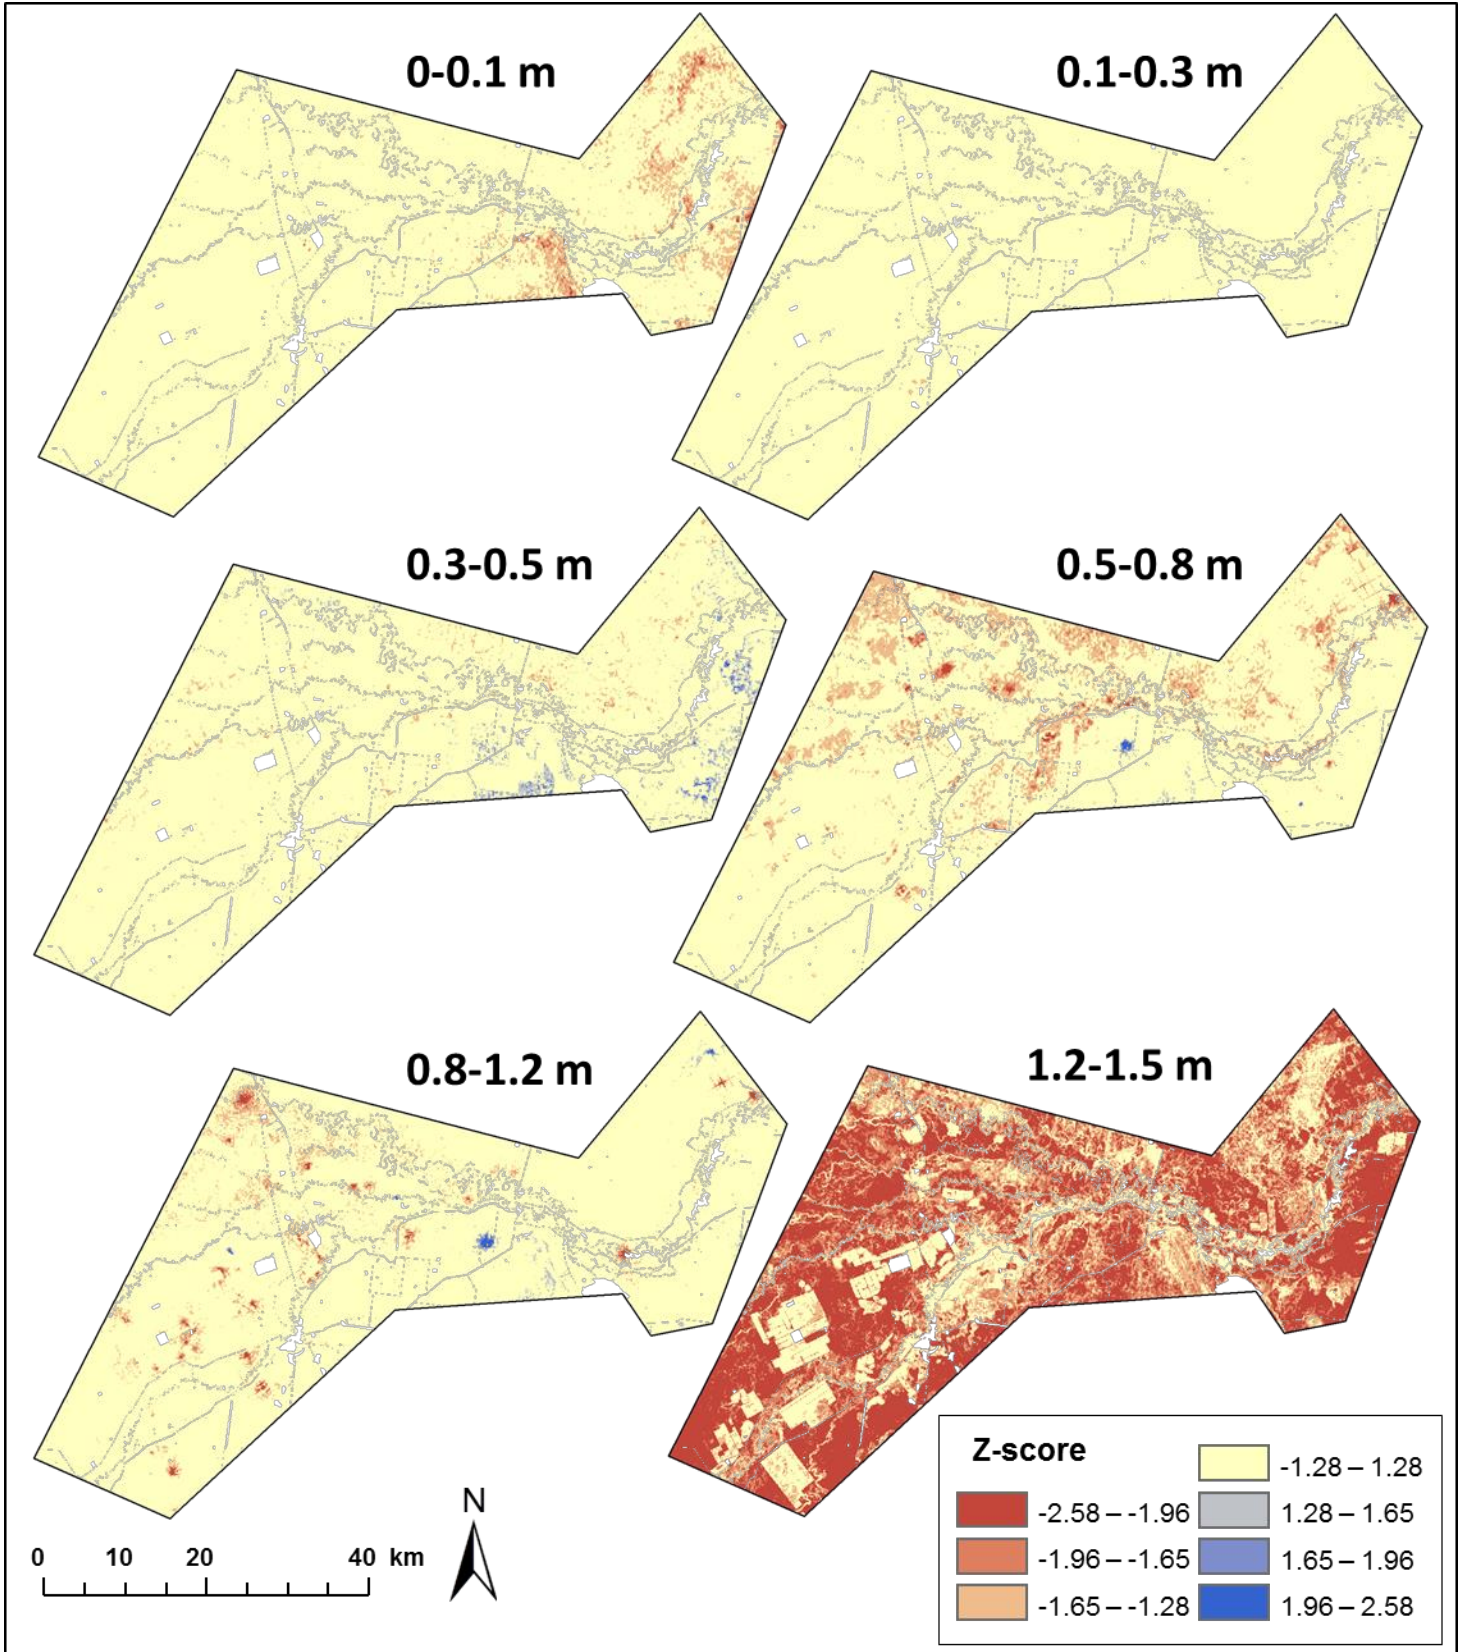 0-0.1 m
0.1-0.3 m
0.3-0.5 m
0.5-0.8 m
0.8-1.2 m
1.2-1.5 m
N
0 10 20 40 km
Z-score
-2.58 – -1.96
-1.96 – -1.65
-1.65 – -1.28
-1.28 – 1.28
1.28 – 1.65
1.65 – 1.96
1.96 – 2.58